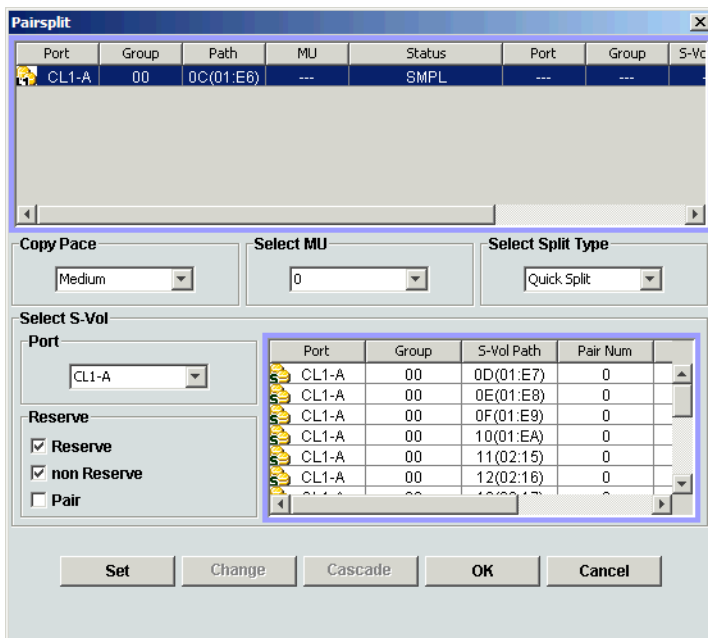 Pairsplit
Port Group Path MU Status Port Group S-Vo
CL1-A 00 0C(01:E6) --- SMPL --- ---
Copy Pace Select MU Select Split Type
Medium 0 Quick Split
Select S-Vol
Port
CL1-A
Reserve
Reserve
non Reserve
Pair
Port Group S-Vol Path Pair Num
CL1-A 00 0D(01:E7) 0
CL1-A 00 0E(01:E8) 0
CL1-A 00 0F(01:E9) 0
CL1-A 00 10(01:EA) 0
CL1-A 00 11(02:15) 0
CL1-A 00 12(02:16) 0
Set Change Cascade OK Cancel